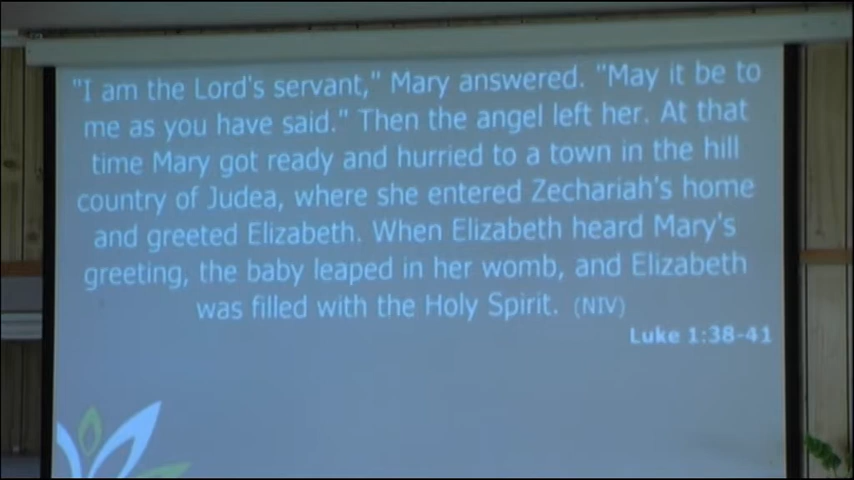 "I am the Lord's servant," Mary answered. "May it be to
me as you have said." Then the angel left her. At that
time Mary got ready and hurried to a town in the hill
country of Judea, where she entered Zechariah's home
and greeted Elizabeth. When Elizabeth heard Mary's
greeting, the baby leaped in her womb, and Elizabeth
was filled with the Holy Spirit. (NIV)
Luke 1:38-41